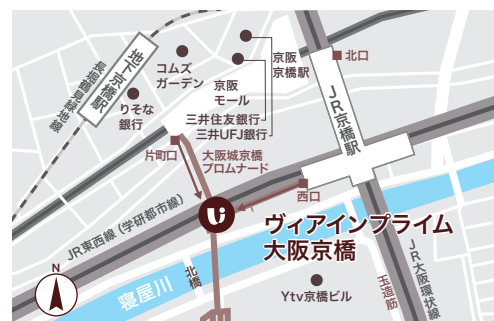 地下京橋駅
長堀鶴見線地線
コムズ
ガーデン
りそな
銀行
京阪
モール
京阪
京橋駅
三井住友銀行
三井UFJ銀行
北口
JR京橋駅
片町口
大阪城京橋
プロムナード
西口
JR東西線(学研都市線)
ヴィアインプライム
大阪京橋
N
寝屋川
北橋
Ytv京橋ビル
玉造筋
JR大阪環状線